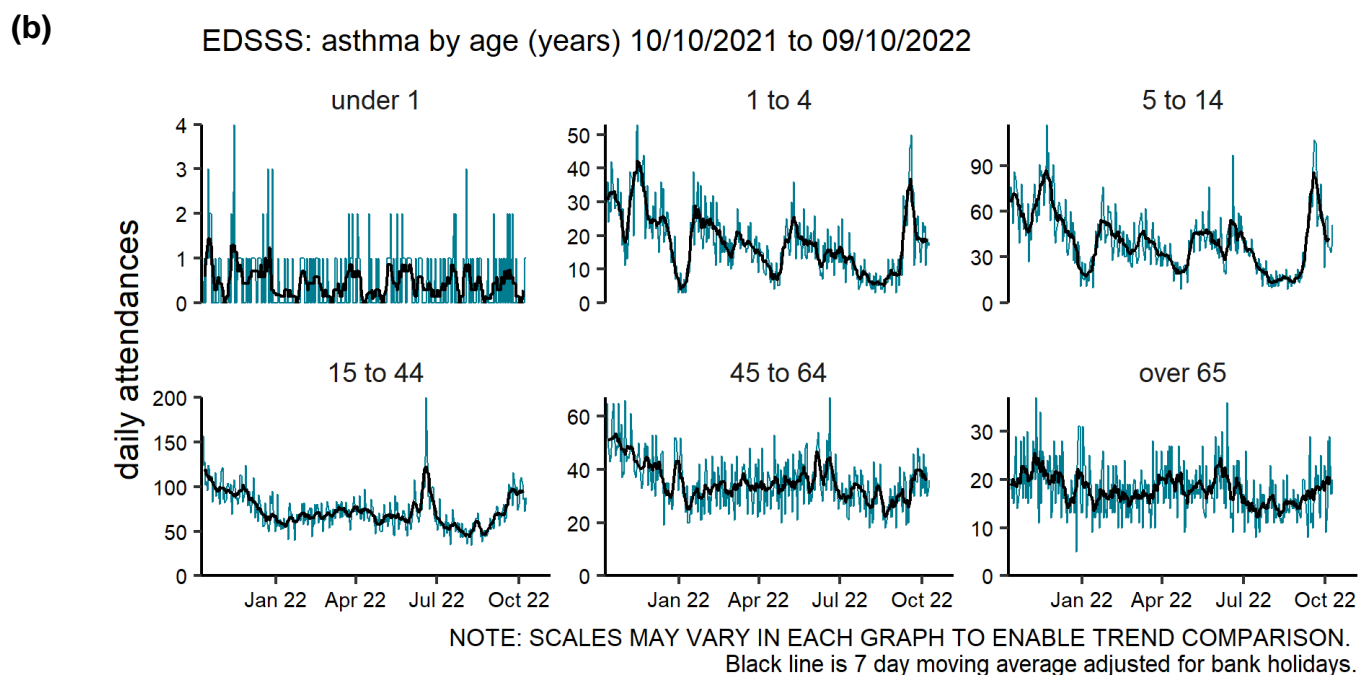 (b)
EDSSS: asthma by age (years) 10/10/2021 to 09/10/2022
daily attendances
under 1
4
3
2
1
0
1 to 4
50
40
30
20
10
0
5 to 14
90
60
30
0
15 to 44
200
150
100
50
0
Jan 22 Apr 22 Jul 22 Oct 22
45 to 64
60
40
20
0
Jan 22 Apr 22 Jul 22 Oct 22
over 65
30
20
10
0
Jan 22 Apr 22 Jul 22 Oct 22
NOTE: SCALES MAY VARY IN EACH GRAPH TO ENABLE TREND COMPARISON.
Black line is 7 day moving average adjusted for bank holidays.